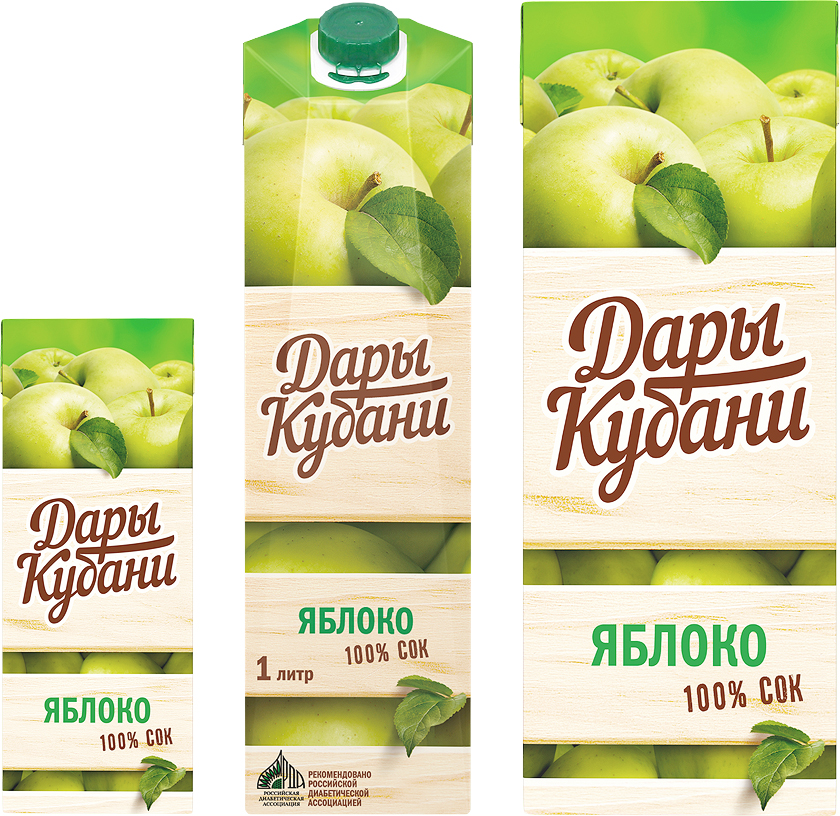 Дары
Кубани
ЯБЛОКО
100% СОК
Дары
Кубани
ЯБЛОКО
100% СОК
1 литр
РДА
РОССИЙСКАЯ
ДИАБЕТИЧЕСКАЯ
АССОЦИАЦИЯ
РЕКОМЕНДОВАНО
РОССИЙСКОЙ
ДИАБЕТИЧЕСКОЙ
АССОЦИАЦИЕЙ
Дары
Кубани
ЯБЛОКО
100% СОК